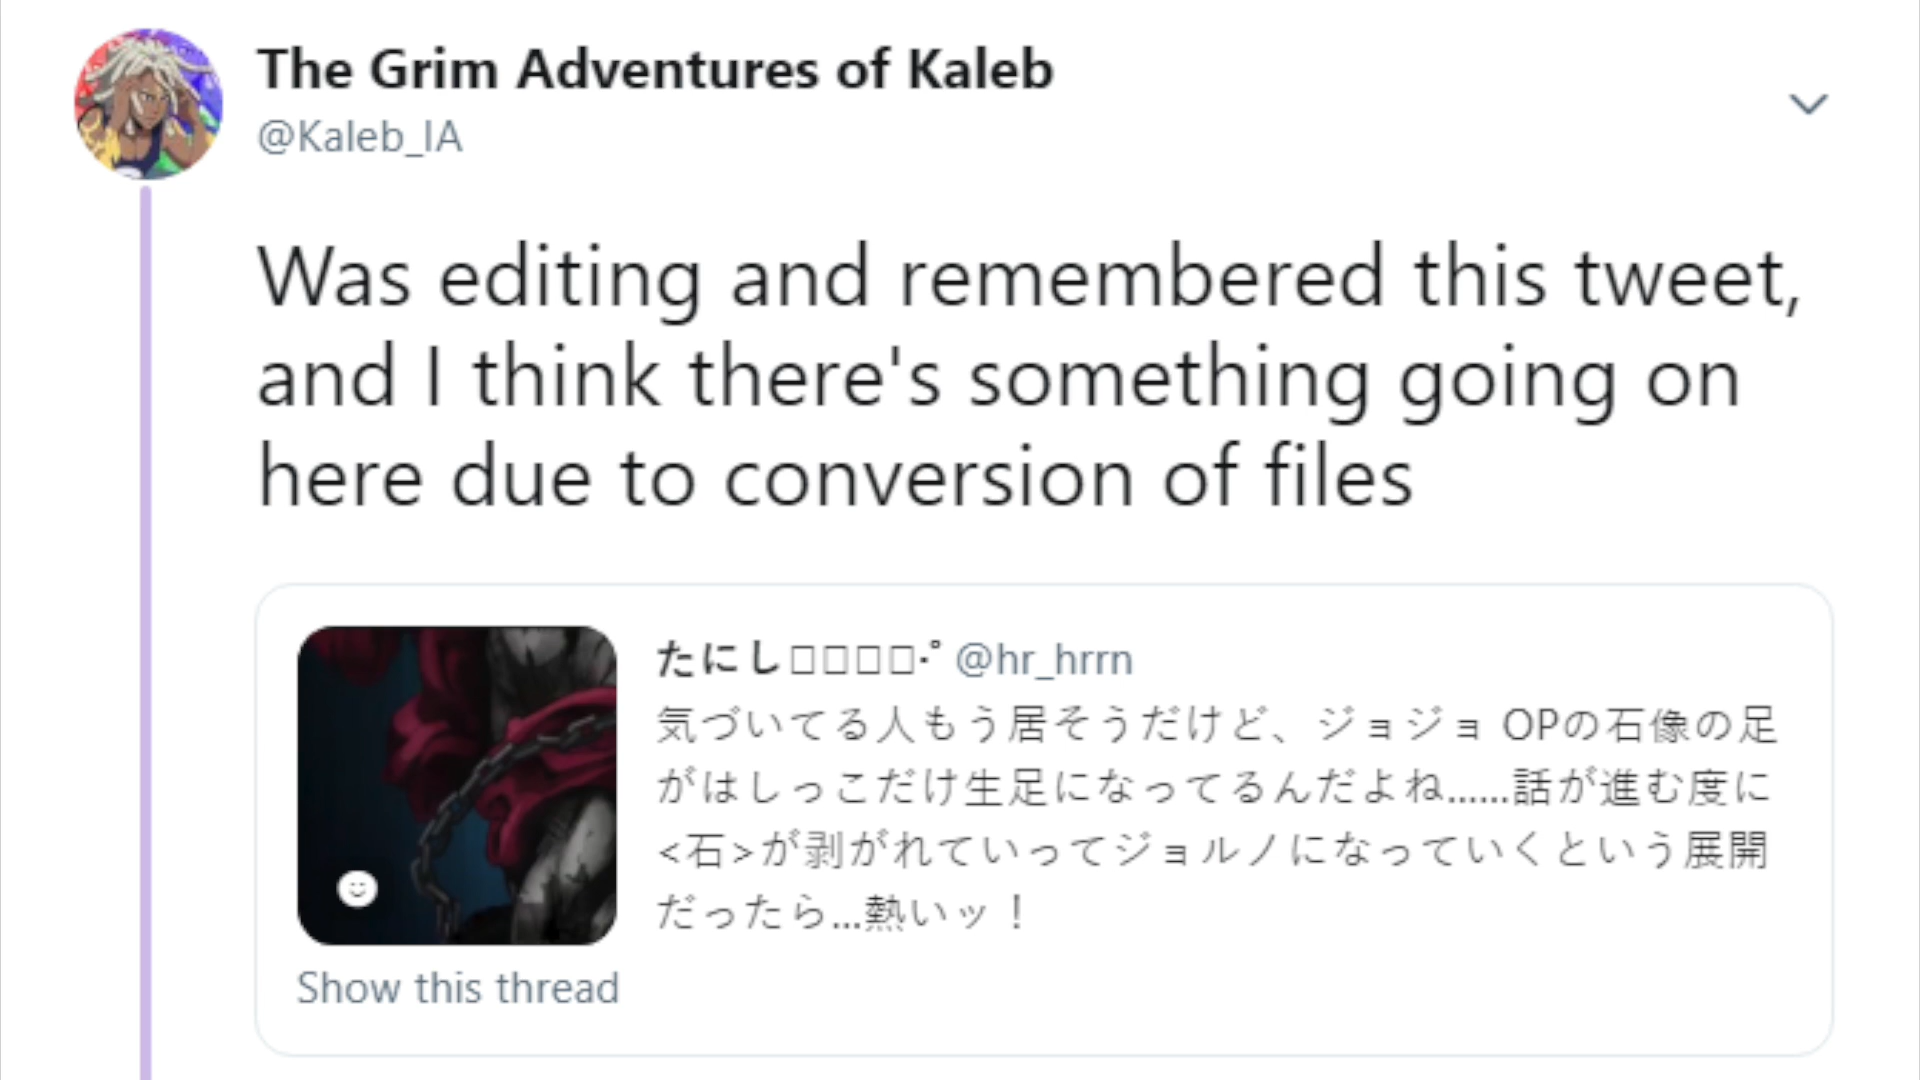 The Grim Adventures of Kaleb
@Kaleb_IA
Was editing and remembered this tweet,
and I think there's something going on
here due to conversion of files
たにし□□□□‧˚ @hr_hrrn
気づいてる人もう居そうだけど、ジョジョ OPの石像の足
がはしっこだけ生足になってるんだよね......話が進む度に
<石>が剥がれていってジョルノになっていくという展開
だったら...熱いッ！
Show this thread